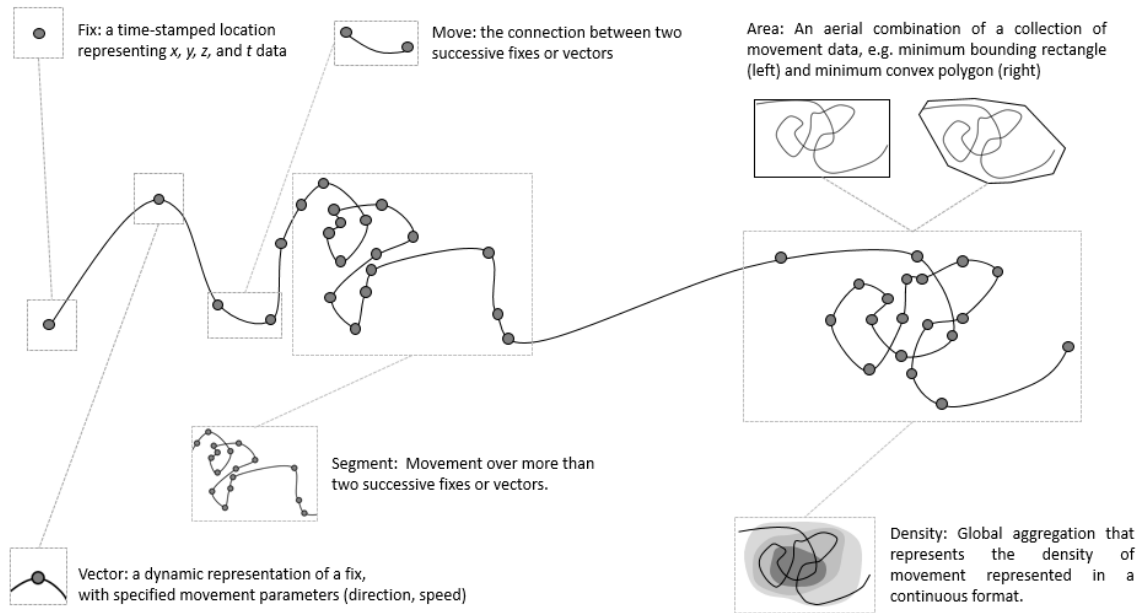 Fix: a time-stamped location
representing x, y, z, and t data
Move: the connection between two
successive fixes or vectors
Area: An aerial combination of a collection of
movement data, e.g. minimum bounding rectangle
(left) and minimum convex polygon (right)
Segment: Movement over more than
two successive fixes or vectors.
Vector: a dynamic representation of a fix,
with specified movement parameters (direction, speed)
Density: Global aggregation that
represents the density of
movement represented in a
continuous format.